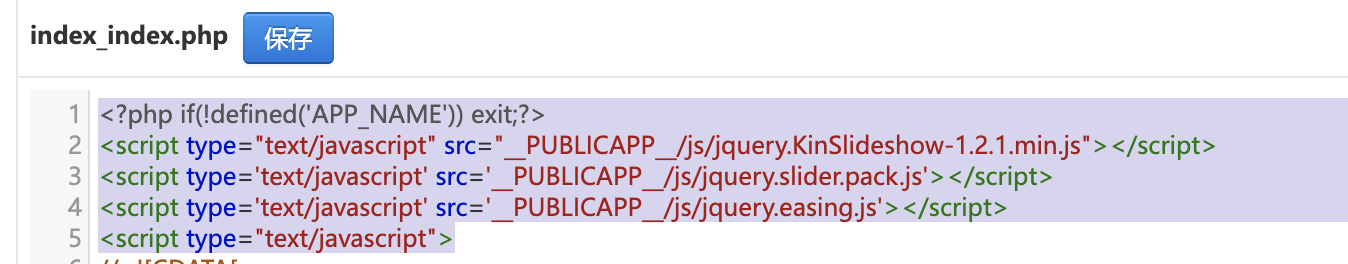 index_index.php 保存
1 <?php if(!defined('APP_NAME')) exit;?>
2 <script type="text/javascript" src="__PUBLICAPP__/js/jquery.KinSlideshow-1.2.1.min.js"></script>
3 <script type='text/javascript' src='__PUBLICAPP__/js/jquery.slider.pack.js'></script>
4 <script type='text/javascript' src='__PUBLICAPP__/js/jquery.easing.js'></script>
5 <script type="text/javascript">